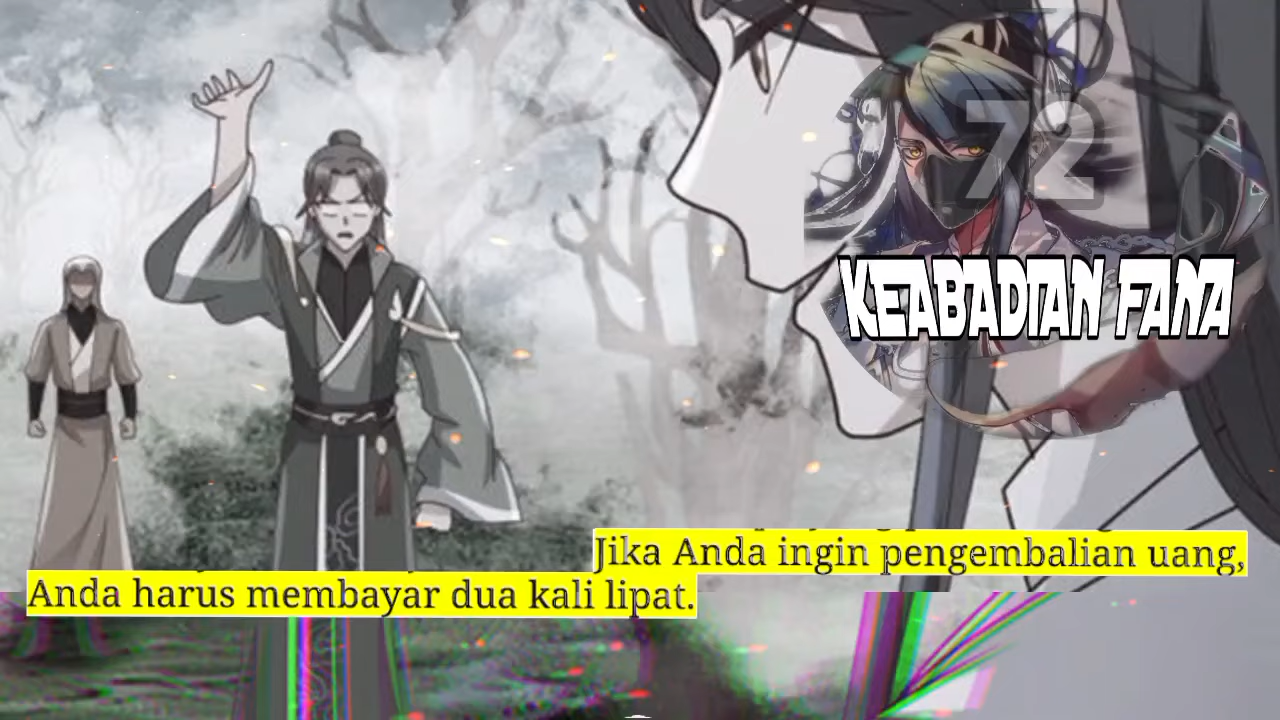 72
KEABADIAN FANA
Jika Anda ingin pengembalian uang,
Anda harus membayar dua kali lipat.